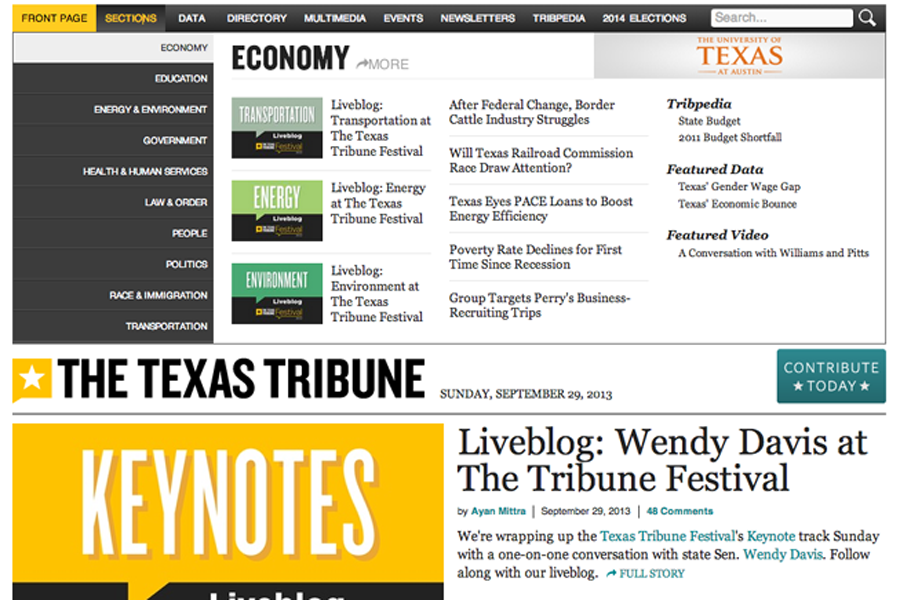 FRONT PAGE SECTIONS DATA DIRECTORY MULTIMEDIA EVENTS NEWSLETTERS TRIBPEDIA 2014 ELECTIONS Search...
ECONOMY
EDUCATION
ENERGY & ENVIRONMENT
GOVERNMENT
HEALTH & HUMAN SERVICES
LAW & ORDER
PEOPLE
POLITICS
RACE & IMMIGRATION
TRANSPORTATION
ECONOMY MORE
THE UNIVERSITY OF
TEXAS
AT AUSTIN
TRANSPORTATION
Liveblog
Festival
Liveblog:
Transportation at
The Texas
Tribune Festival
ENERGY
Liveblog
Festival
Liveblog: Energy
at The Texas
Tribune Festival
ENVIRONMENT
Liveblog
Festival
Liveblog:
Environment at
The Texas
Tribune Festival
After Federal Change, Border
Cattle Industry Struggles
Will Texas Railroad Commission
Race Draw Attention?
Texas Eyes PACE Loans to Boost
Energy Efficiency
Poverty Rate Declines for First
Time Since Recession
Group Targets Perry's Business-
Recruiting Trips
Tribpedia
State Budget
2011 Budget Shortfall
Featured Data
Texas' Gender Wage Gap
Texas' Economic Bounce
Featured Video
A Conversation with Williams and Pitts
THE TEXAS TRIBUNE SUNDAY, SEPTEMBER 29, 2013
CONTRIBUTE
TODAY
KEYNOTES
Liveblog
Liveblog: Wendy Davis at
The Tribune Festival
by Ayan Mittra | September 29, 2013 | 48 Comments
We're wrapping up the Texas Tribune Festival's Keynote track Sunday
with a one-on-one conversation with state Sen. Wendy Davis. Follow
along with our liveblog. FULL STORY